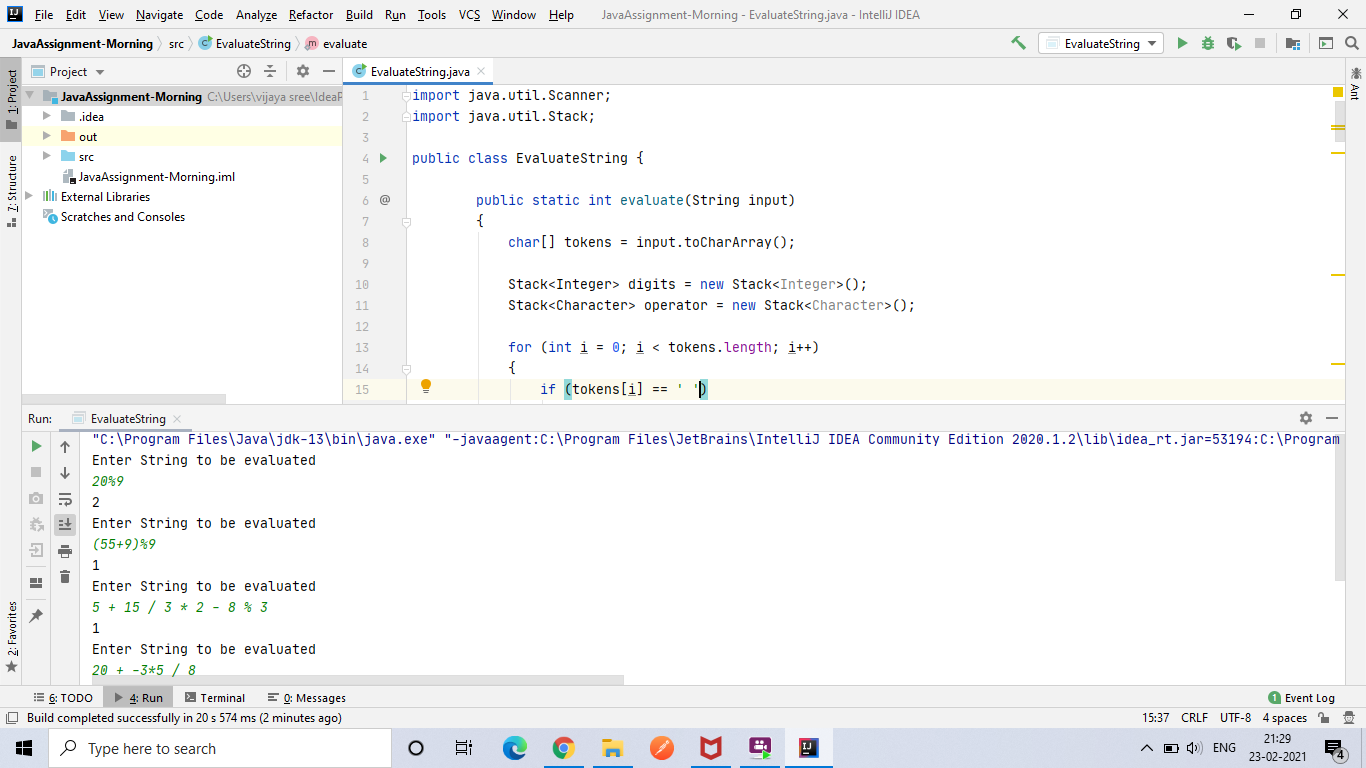 File Edit View Navigate Code Analyze Refactor Build Run Tools VCS Window Help JavaAssignment-Morning - EvaluateString.java - IntelliJ IDEA
JavaAssignment-Morning src EvaluateString evaluate EvaluateString
1: Project
7: Structure
2: Favorites
Ant
Project
JavaAssignment-Morning C:\Users\vijaya sree\IdeaP
.idea
out
src
JavaAssignment-Morning.iml
External Libraries
Scratches and Consoles
EvaluateString.java
1 import java.util.Scanner;
2 import java.util.Stack;
3
4 public class EvaluateString {
5
6 @ public static int evaluate(String input)
7 {
8 char[] tokens = input.toCharArray();
9
10 Stack<Integer> digits = new Stack<Integer>();
11 Stack<Character> operator = new Stack<Character>();
12
13 for (int i = 0; i < tokens.length; i++)
14 {
15 if (tokens[i] == ' ')
Run: EvaluateString
"C:\Program Files\Java\jdk-13\bin\java.exe" "-javaagent:C:\Program Files\JetBrains\IntelliJ IDEA Community Edition 2020.1.2\lib\idea_rt.jar=53194:C:\Program
Enter String to be evaluated
20%9
2
Enter String to be evaluated
(55+9)%9
1
Enter String to be evaluated
5 + 15 / 3 * 2 - 8 % 3
1
Enter String to be evaluated
20 + -3*5 / 8
6: TODO 4: Run Terminal 0: Messages 1 Event Log
Build completed successfully in 20 s 574 ms (2 minutes ago) 15:37 CRLF UTF-8 4 spaces
Type here to search ENG 21:29
23-02-2021 4